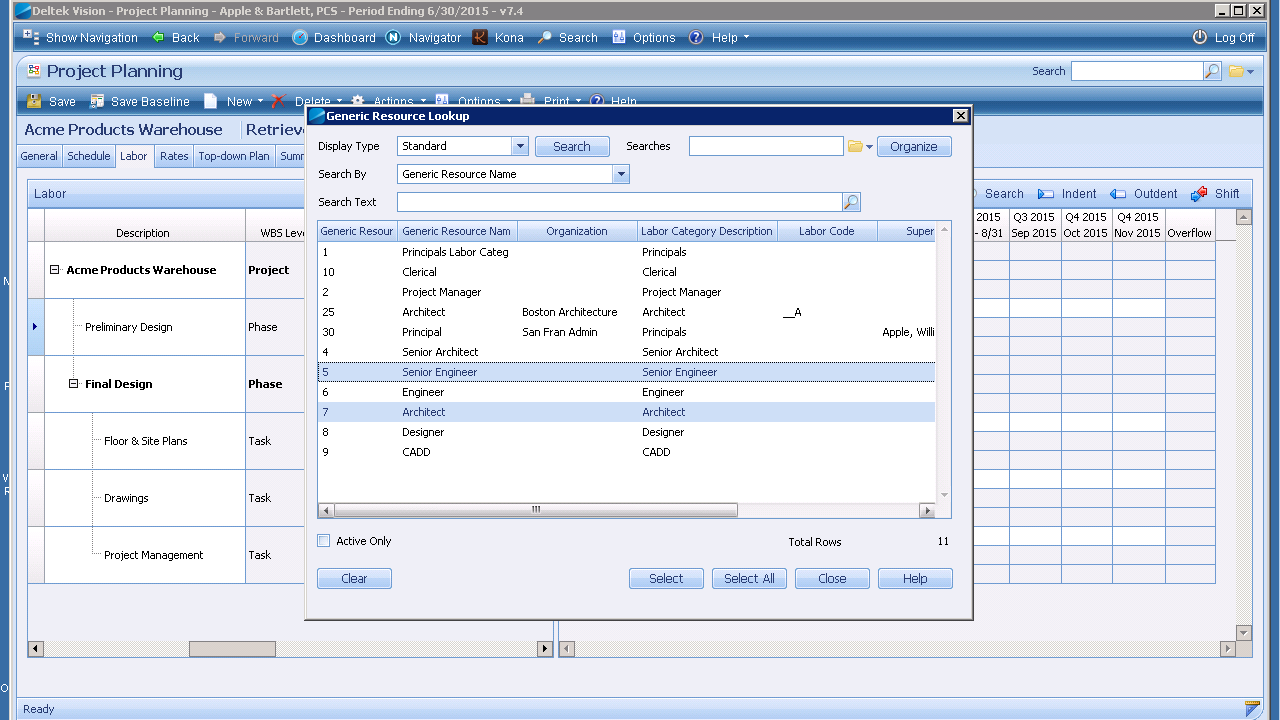 Deltek Vision - Project Planning - Apple & Bartlett, PCS - Period Ending 6/30/2015 - v7.4
Show Navigation Back Forward Dashboard Navigator Kona Search Options Help Log Off
Project Planning Search
Save Save Baseline New Delete Actions Options Print Help
Acme Products Warehouse Retrieve
General Schedule Labor Rates Top-down Plan Sum
Labor Search Indent Outdent Shift
Description WBS Leve
2015 Q3 2015 Q4 2015 Q4 2015
- 8/31 Sep 2015 Oct 2015 Nov 2015 Overflow
Acme Products Warehouse Project
Preliminary Design Phase
Final Design Phase
Floor & Site Plans Task
Drawings Task
Project Management Task
Generic Resource Lookup
Display Type Standard Search Searches Organize
Search By Generic Resource Name
Search Text
Generic Resour Generic Resource Nam Organization Labor Category Description Labor Code Super
1 Principals Labor Categ Principals
10 Clerical Clerical
2 Project Manager Project Manager
25 Architect Boston Architecture Architect __A
30 Principal San Fran Admin Principals Apple, Willi
4 Senior Architect Senior Architect
5 Senior Engineer Senior Engineer
6 Engineer Engineer
7 Architect Architect
8 Designer Designer
9 CADD CADD
Active Only Total Rows 11
Clear Select Select All Close Help
Ready